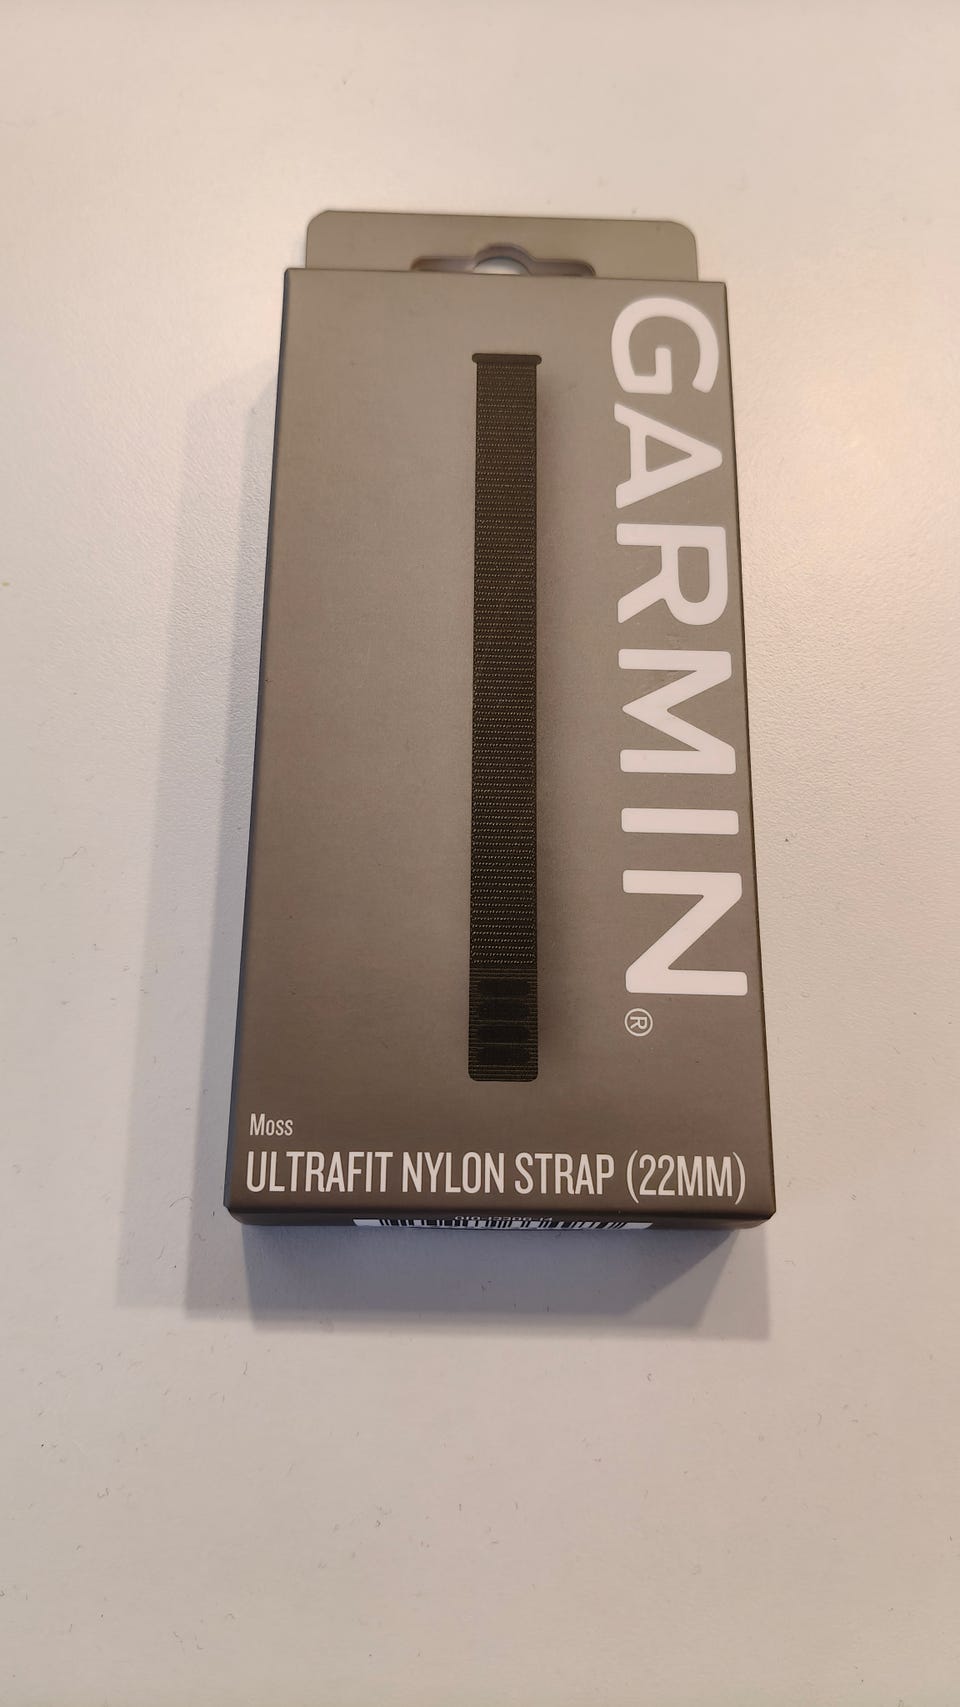 GARMIN®
Moss
ULTRAFIT NYLON STRAP (22MM)